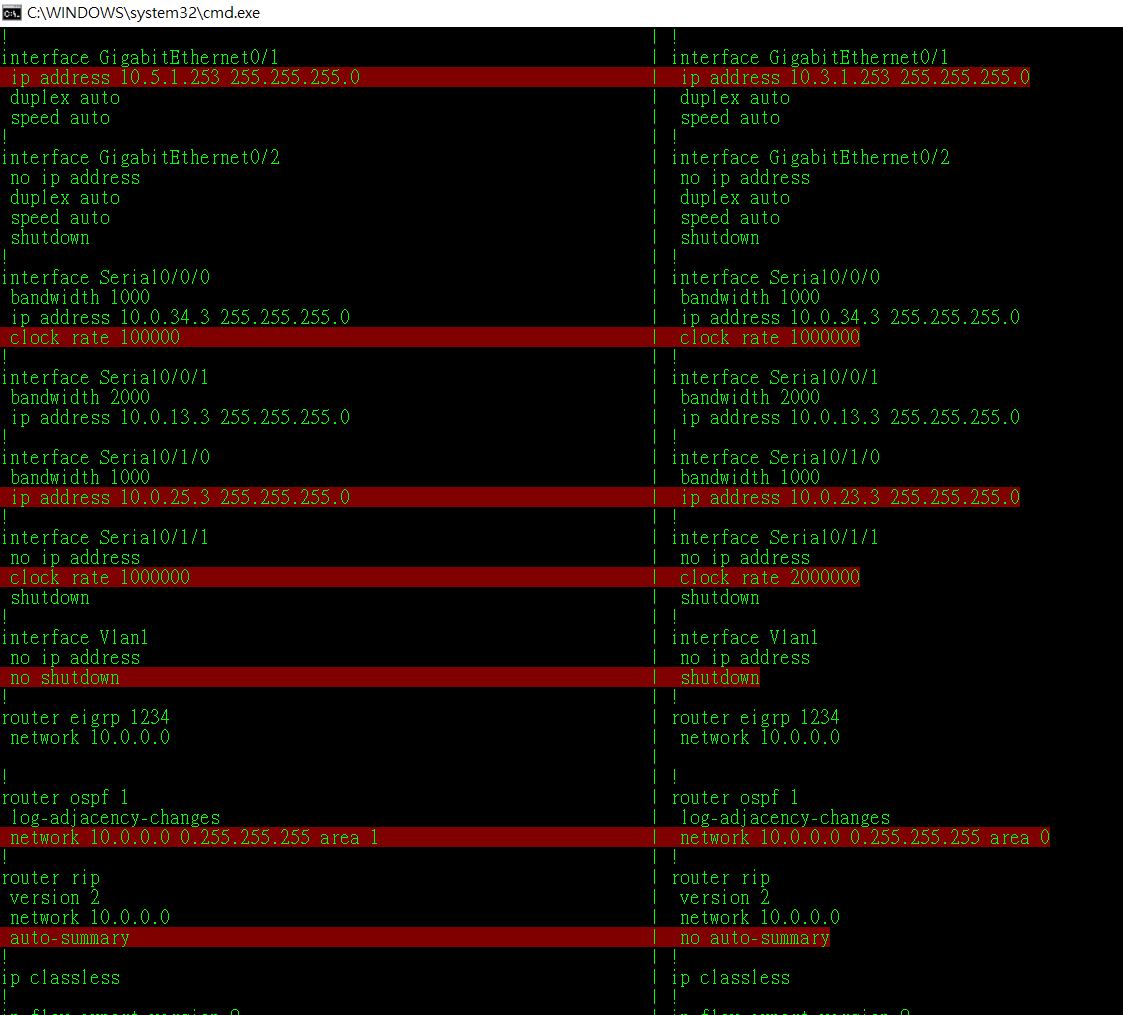 C:\WINDOWS\system32\cmd.exe
! | !
interface GigabitEthernet0/1 | interface GigabitEthernet0/1
ip address 10.5.1.253 255.255.255.0 | ip address 10.3.1.253 255.255.255.0
duplex auto | duplex auto
speed auto | speed auto
! | !
interface GigabitEthernet0/2 | interface GigabitEthernet0/2
no ip address | no ip address
duplex auto | duplex auto
speed auto | speed auto
shutdown | shutdown
! | !
interface Serial0/0/0 | interface Serial0/0/0
bandwidth 1000 | bandwidth 1000
ip address 10.0.34.3 255.255.255.0 | ip address 10.0.34.3 255.255.255.0
clock rate 100000 | clock rate 1000000
! | !
interface Serial0/0/1 | interface Serial0/0/1
bandwidth 2000 | bandwidth 2000
ip address 10.0.13.3 255.255.255.0 | ip address 10.0.13.3 255.255.255.0
! | !
interface Serial0/1/0 | interface Serial0/1/0
bandwidth 1000 | bandwidth 1000
ip address 10.0.25.3 255.255.255.0 | ip address 10.0.23.3 255.255.255.0
! | !
interface Serial0/1/1 | interface Serial0/1/1
no ip address | no ip address
clock rate 1000000 | clock rate 2000000
shutdown | shutdown
! | !
interface Vlan1 | interface Vlan1
no ip address | no ip address
no shutdown | shutdown
! | !
router eigrp 1234 | router eigrp 1234
network 10.0.0.0 | network 10.0.0.0
|
! | !
router ospf 1 | router ospf 1
log-adjacency-changes | log-adjacency-changes
network 10.0.0.0 0.255.255.255 area 1 | network 10.0.0.0 0.255.255.255 area 0
! | !
router rip | router rip
version 2 | version 2
network 10.0.0.0 | network 10.0.0.0
auto-summary | no auto-summary
! | !
ip classless | ip classless
! | !